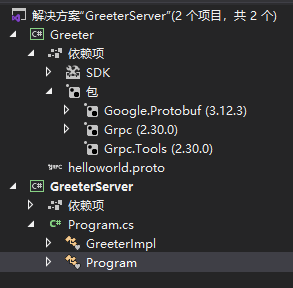 解决方案"GreeterServer"(2 个项目，共 2 个)
C# Greeter
依赖项
SDK
包
Google.Protobuf (3.12.3)
Grpc (2.30.0)
Grpc.Tools (2.30.0)
helloworld.proto
C# GreeterServer
依赖项
C# Program.cs
GreeterImpl
Program